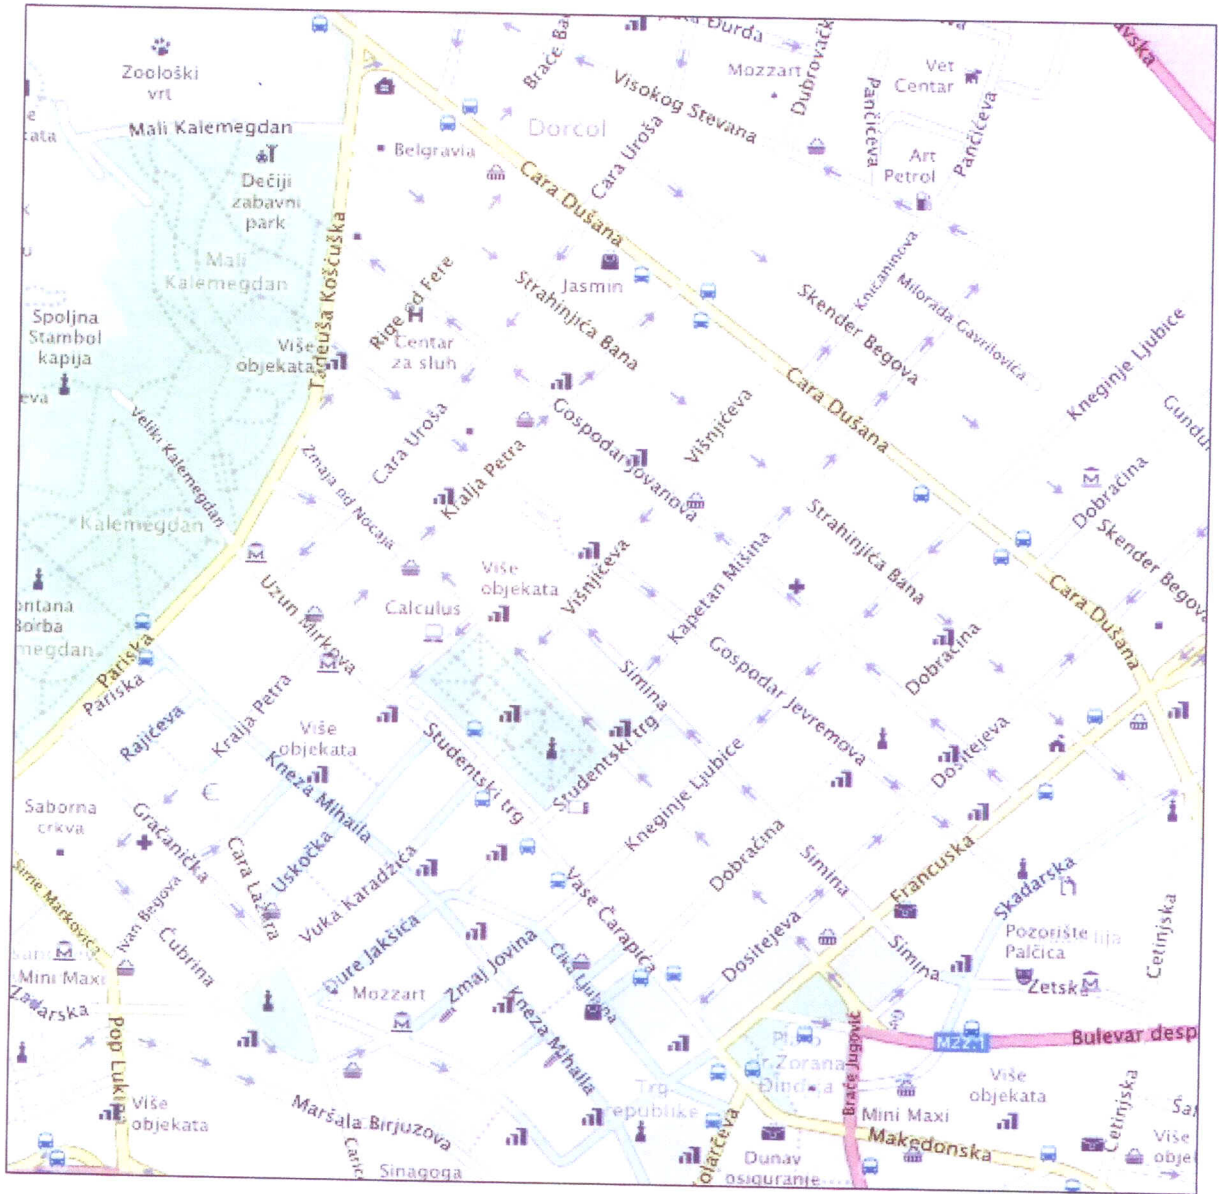 Zoološki
vrt
Mali Kalemegdan
Dečiji
zabavni
park
Mali
Kalemegdan
Spoljna
Stambol
kapija
Veliki Kalemegdan
Kalemegdan
Tadeuša Košćuška
Pariska
Pariska
Braće
Đurđa
Visokog Stevana
Mozzart
Vet
Centar
Pančićeva
Pančićeva
Art
Petrol
Dorćol
Belgravia
Cara Uroša
Cara Dušana
Jasmin
Strahinjića Bana
Rige od Fere
Centar
za sluh
Više
objekata
Cara Uroša
Kralja Petra
Gospodar Jovanova
Višnjićeva
Skender Begova
Knićaninova
Milorada Gavrilovića
Kneginje Ljubice
Cara Dušana
Dobračina
Skender Begova
Zmaja od Noćaja
Više
objekata
Calculus
Uzun Mirkova
Višnjićeva
Kapetan Mišina
Strahinjića Bana
Cara Dušana
Dobračina
Simina
Gospodar Jevremova
Dositejeva
Rajićeva
Kralja Petra
Više
objekata
Kneza Mihaila
Studentski trg
Studentski trg
Kneginje Ljubice
Saborna
crkva
Gračanička
Cara Lazara
Uskočka
Vuka Karadžića
Vase Čarapića
Dobračina
Simina
Francuska
Skadarska
Pozorište
Palčica
Cetinjska
Sime Markovića
Ivan Begova
Čubrina
Mini Maxi
Zadarska
Đure Jakšića
Mozzart
Zmaj Jovina
Čika Ljubina
Kneza Mihaila
Dositejeva
Simina
Zetska
M22.1
Bulevar desp
Pop Lukina
Više
objekata
Maršala Birjuzova
Sinagoga
Trg
republike
Plato
Zorana
Đinđića
Braće Jugović
Mini Maxi
Više
objekata
Makedonska
Cetinjska
Više
Dunav
osiguranje